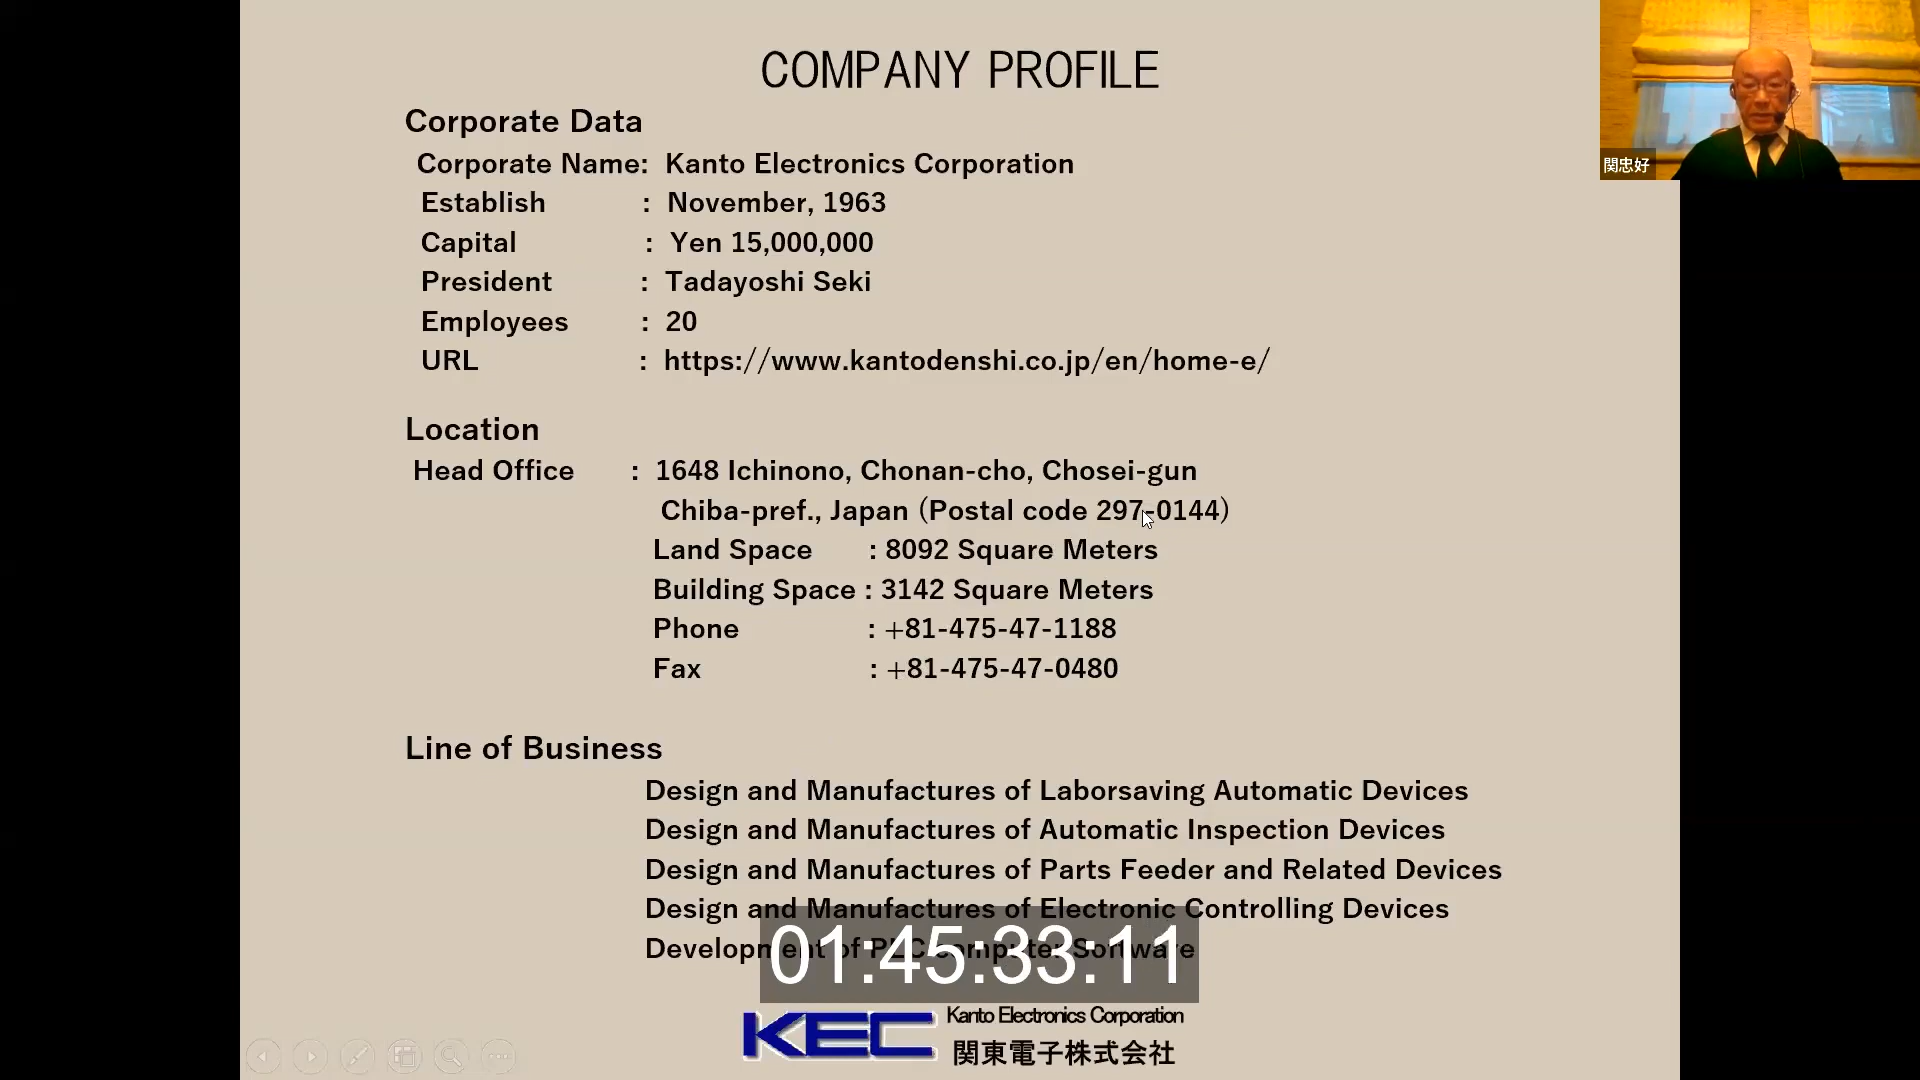 COMPANY PROFILE
Corporate Data
Corporate Name: Kanto Electronics Corporation
Establish : November, 1963
Capital : Yen 15,000,000
President : Tadayoshi Seki
Employees : 20
URL : https://www.kantodenshi.co.jp/en/home-e/
Location
Head Office : 1648 Ichinono, Chonan-cho, Chosei-gun
Chiba-pref., Japan (Postal code 297-0144)
Land Space : 8092 Square Meters
Building Space : 3142 Square Meters
Phone : +81-475-47-1188
Fax : +81-475-47-0480
Line of Business
Design and Manufactures of Laborsaving Automatic Devices
Design and Manufactures of Automatic Inspection Devices
Design and Manufactures of Parts Feeder and Related Devices
Design and Manufactures of Electronic Controlling Devices
Development of PLC Computer Software
01:45:33:11
KEC Kanto Electronics Corporation
関東電子株式会社
関忠好